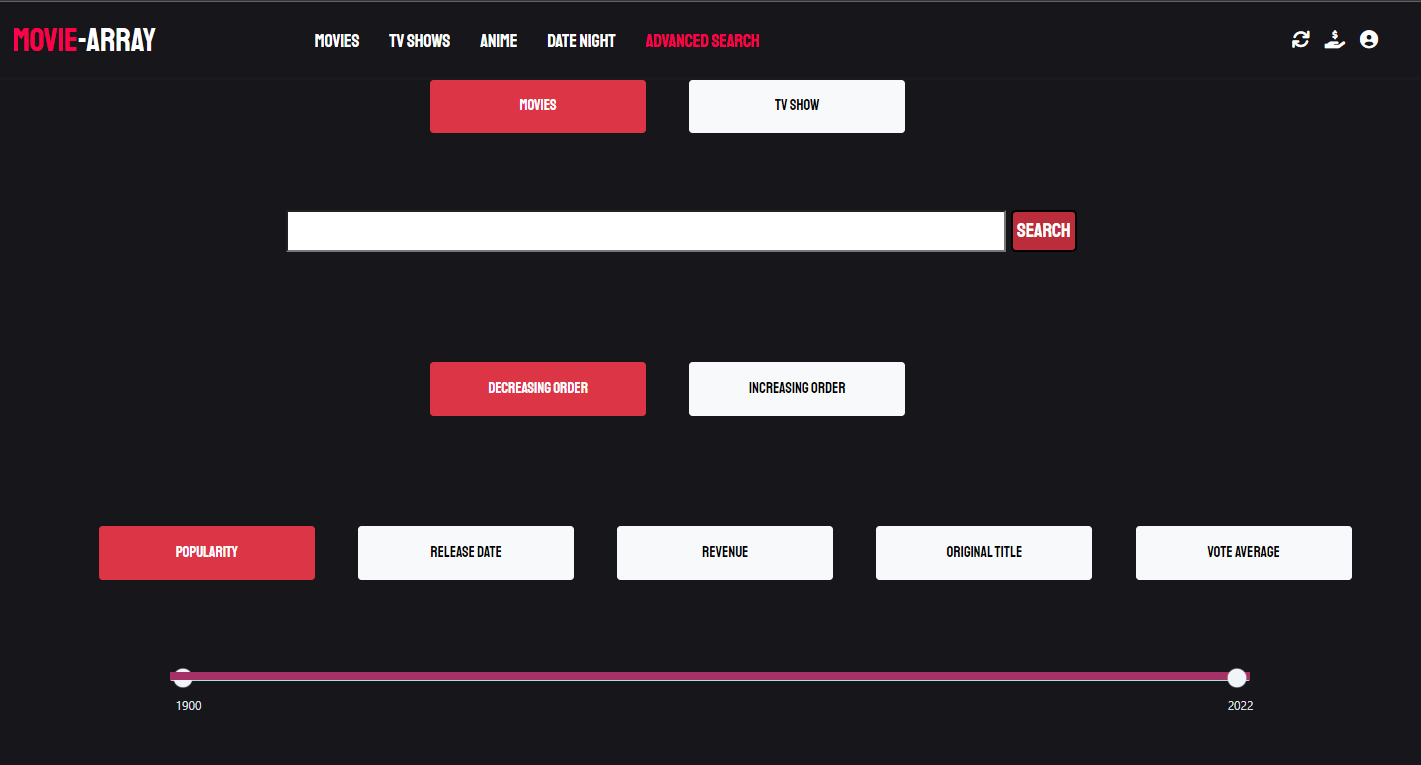 MOVIE-ARRAY
MOVIES TV SHOWS ANIME DATE NIGHT ADVANCED SEARCH
MOVIES TV SHOW
SEARCH
DECREASING ORDER INCREASING ORDER
POPULARITY RELEASE DATE REVENUE ORIGINAL TITLE VOTE AVERAGE
1900 2022